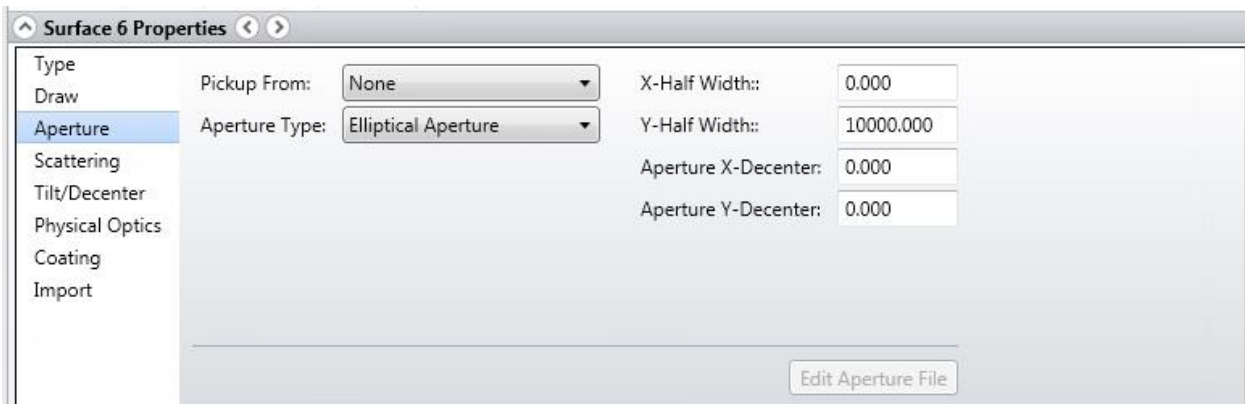 Surface 6 Properties
Type
Draw
Aperture
Scattering
Tilt/Decenter
Physical Optics
Coating
Import
Pickup From: None
Aperture Type: Elliptical Aperture
X-Half Width:: 0.000
Y-Half Width:: 10000.000
Aperture X-Decenter: 0.000
Aperture Y-Decenter: 0.000
Edit Aperture File